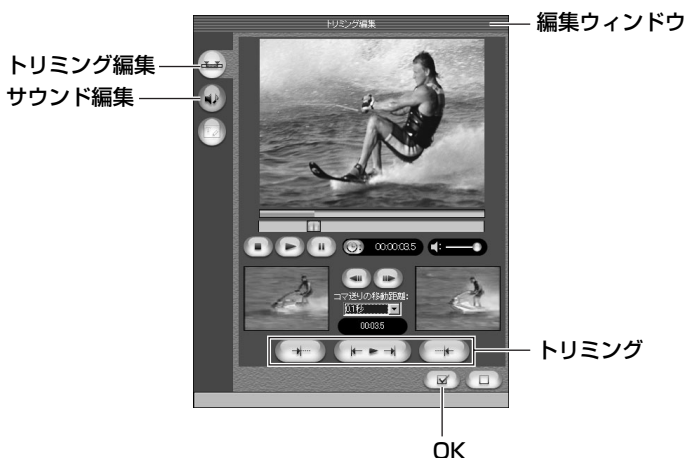 トリミング編集
編集ウィンドウ
トリミング編集
サウンド編集
00:00:03.5
コマ送りの移動距離:
0.1秒
00:03.5
トリミング
OK